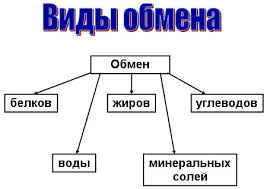 Виды обмена
Обмен
белков
жиров
углеводов
воды
минеральных
солей